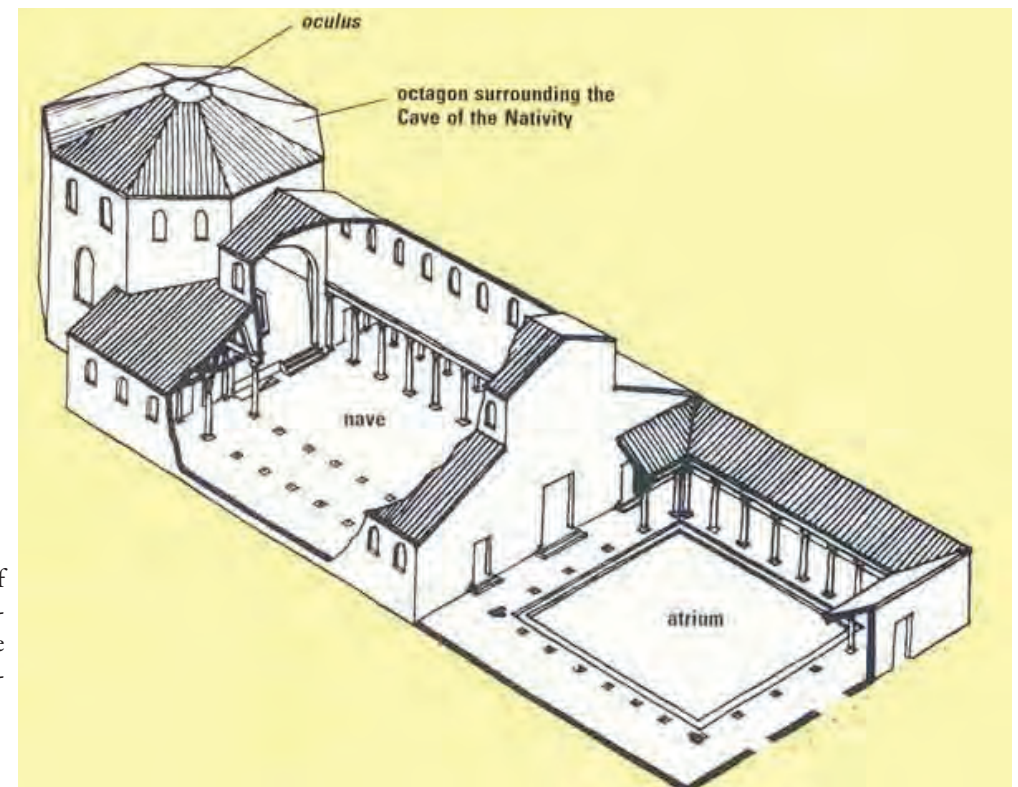 oculus
octagon surrounding the
Cave of the Nativity
nave
atrium
f
-
e
-